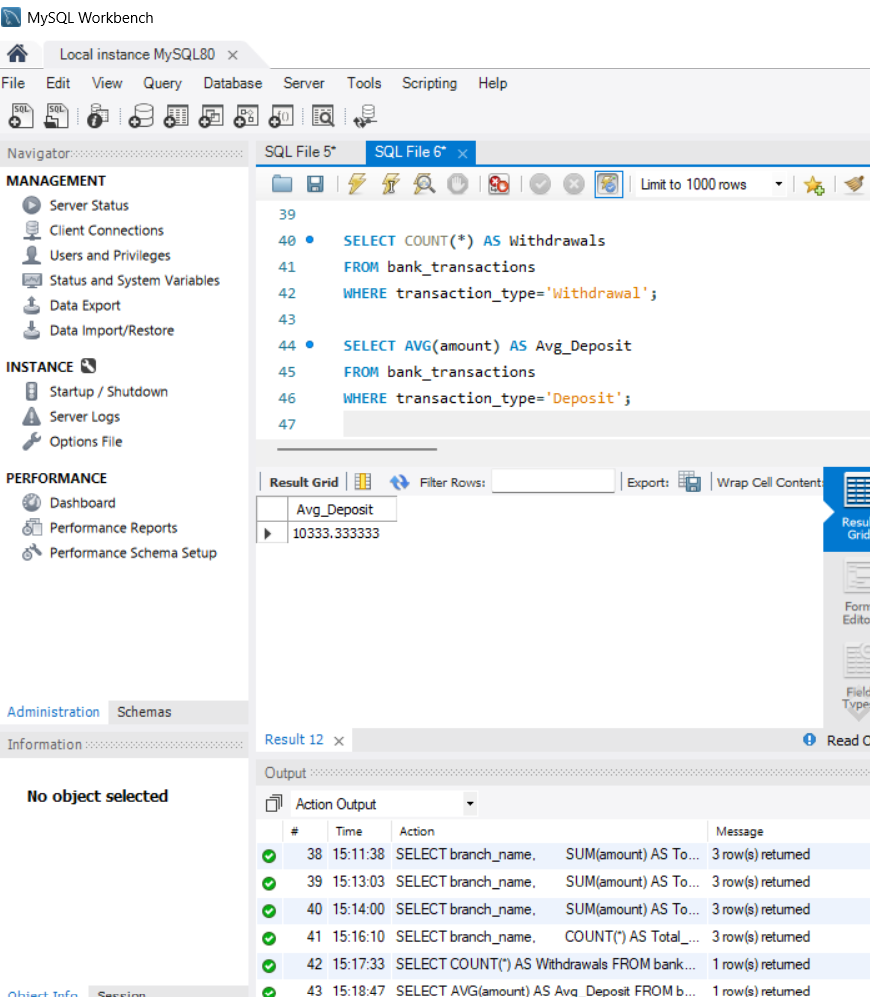 MySQL Workbench
Local instance MySQL80
File Edit View Query Database Server Tools Scripting Help
Navigator
MANAGEMENT
Server Status
Client Connections
Users and Privileges
Status and System Variables
Data Export
Data Import/Restore
INSTANCE
Startup / Shutdown
Server Logs
Options File
PERFORMANCE
Dashboard
Performance Reports
Performance Schema Setup
Administration Schemas
Information
No object selected
Object Info Session
SQL File 5* SQL File 6*
Limit to 1000 rows
39
40 SELECT COUNT(*) AS Withdrawals
41 FROM bank_transactions
42 WHERE transaction_type='Withdrawal';
43
44 SELECT AVG(amount) AS Avg_Deposit
45 FROM bank_transactions
46 WHERE transaction_type='Deposit';
47
Result Grid Filter Rows: Export: Wrap Cell Content:
Avg_Deposit
10333.333333
Resul
Grid
Form
Edito
Field
Type
Result 12 Read O
Output
Action Output
# Time Action Message
38 15:11:38 SELECT branch_name, SUM(amount) AS To... 3 row(s) returned
39 15:13:03 SELECT branch_name, SUM(amount) AS To... 3 row(s) returned
40 15:14:00 SELECT branch_name, SUM(amount) AS To... 3 row(s) returned
41 15:16:10 SELECT branch_name, COUNT(*) AS Total_... 3 row(s) returned
42 15:17:33 SELECT COUNT(*) AS Withdrawals FROM bank... 1 row(s) returned
43 15:18:47 SELECT AVG(amount) AS Avg_Deposit FROM b... 1 row(s) returned